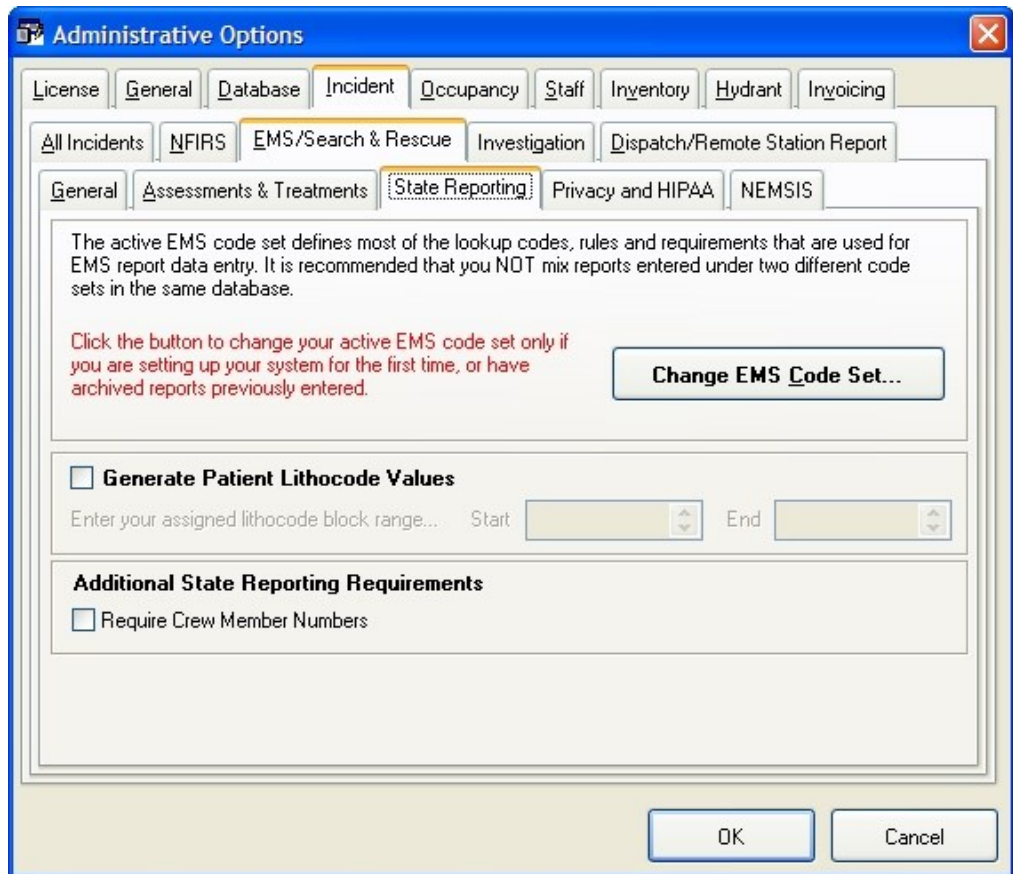 Administrative Options
License General Database Incident Occupancy Staff Inventory Hydrant Invoicing
All Incidents NFIRS EMS/Search & Rescue Investigation Dispatch/Remote Station Report
General Assessments & Treatments State Reporting Privacy and HIPAA NEMSIS
The active EMS code set defines most of the lookup codes, rules and requirements that are used for
EMS report data entry. It is recommended that you NOT mix reports entered under two different code
sets in the same database.
Click the button to change your active EMS code set only if
you are setting up your system for the first time, or have
archived reports previously entered.
Change EMS Code Set...
Generate Patient Lithocode Values
Enter your assigned lithocode block range... Start End
Additional State Reporting Requirements
Require Crew Member Numbers
OK Cancel